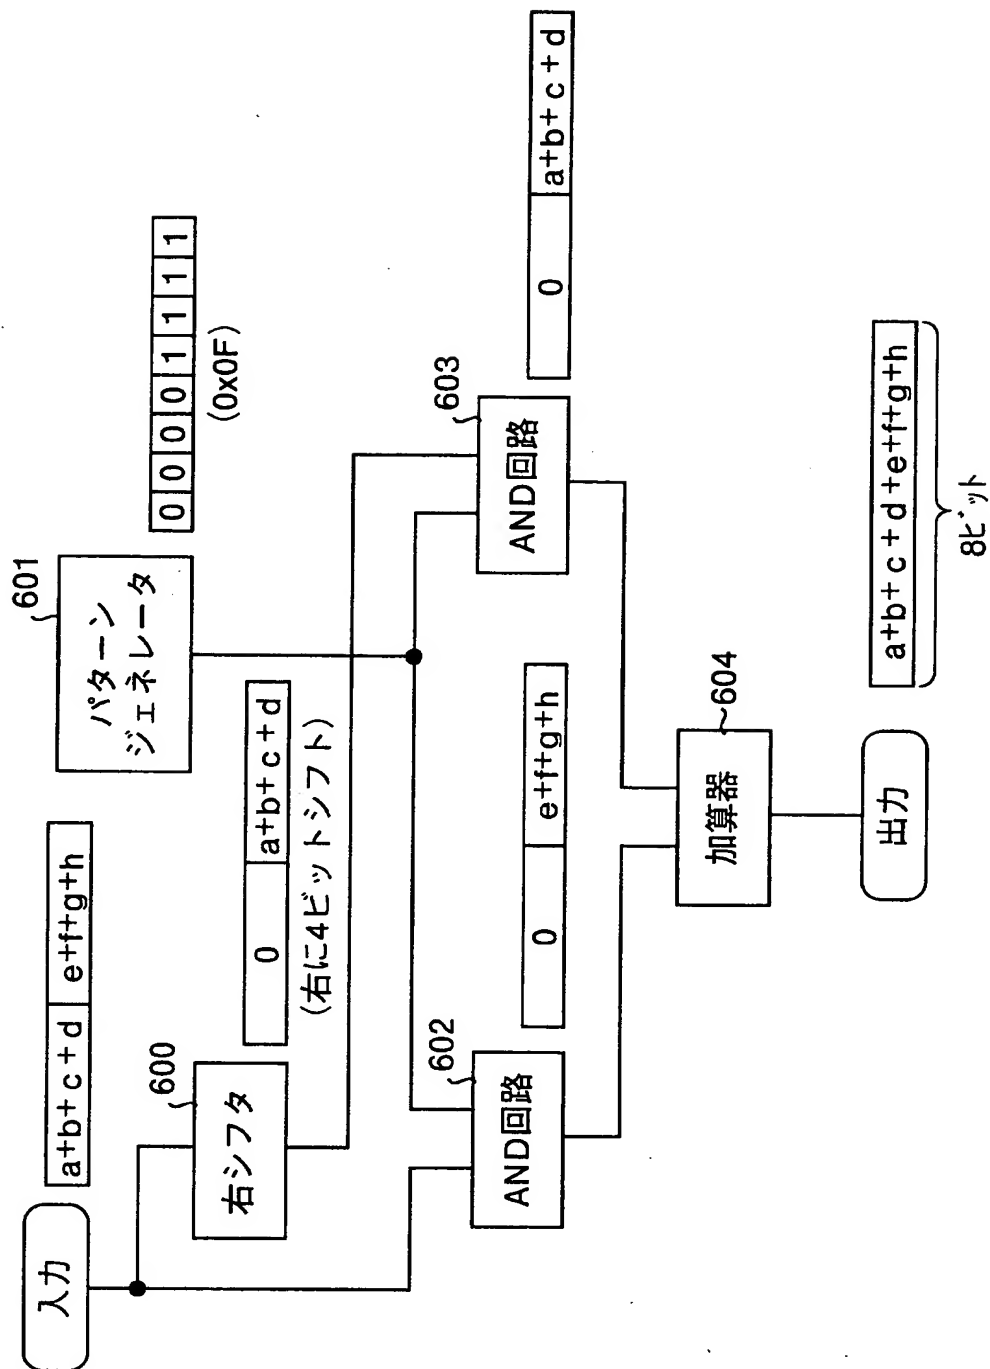 入力
a+b+c+d e+f+g+h
601
パターン
ジェネレータ
0 0 0 0 1 1 1 1
(0x0F)
600
右シフタ
0 a+b+c+d
(右に4ビットシフト)
602
AND回路
0 e+f+g+h
603
AND回路
0 a+b+c+d
604
加算器
出力
a+b+c+d+e+f+g+h
8ビット